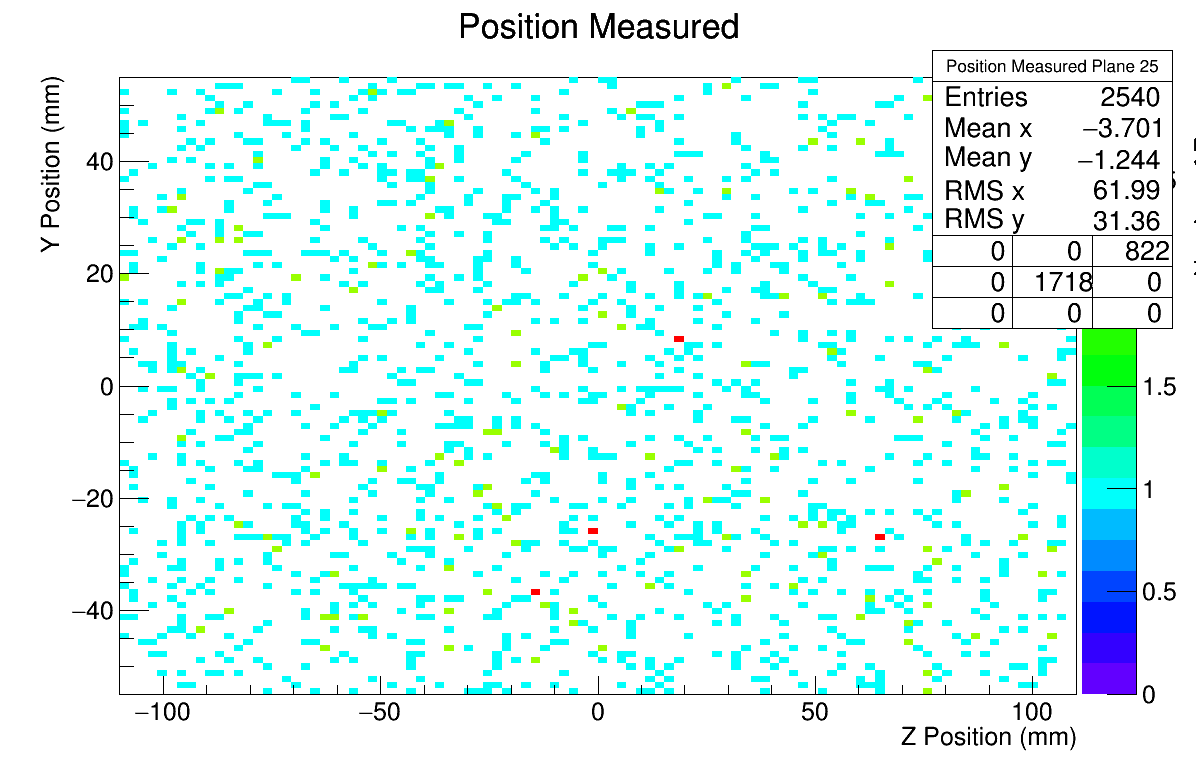 Position Measured
Y Position (mm)
Position Measured Plane 25
Entries 2540
Mean x −3.701
Mean y −1.244
RMS x 61.99
RMS y 31.36
0 0 822
0 1718 0
0 0 0
40
20
0
−20
−40
1.5
1
0.5
0
−100 −50 0 50 100
Z Position (mm)